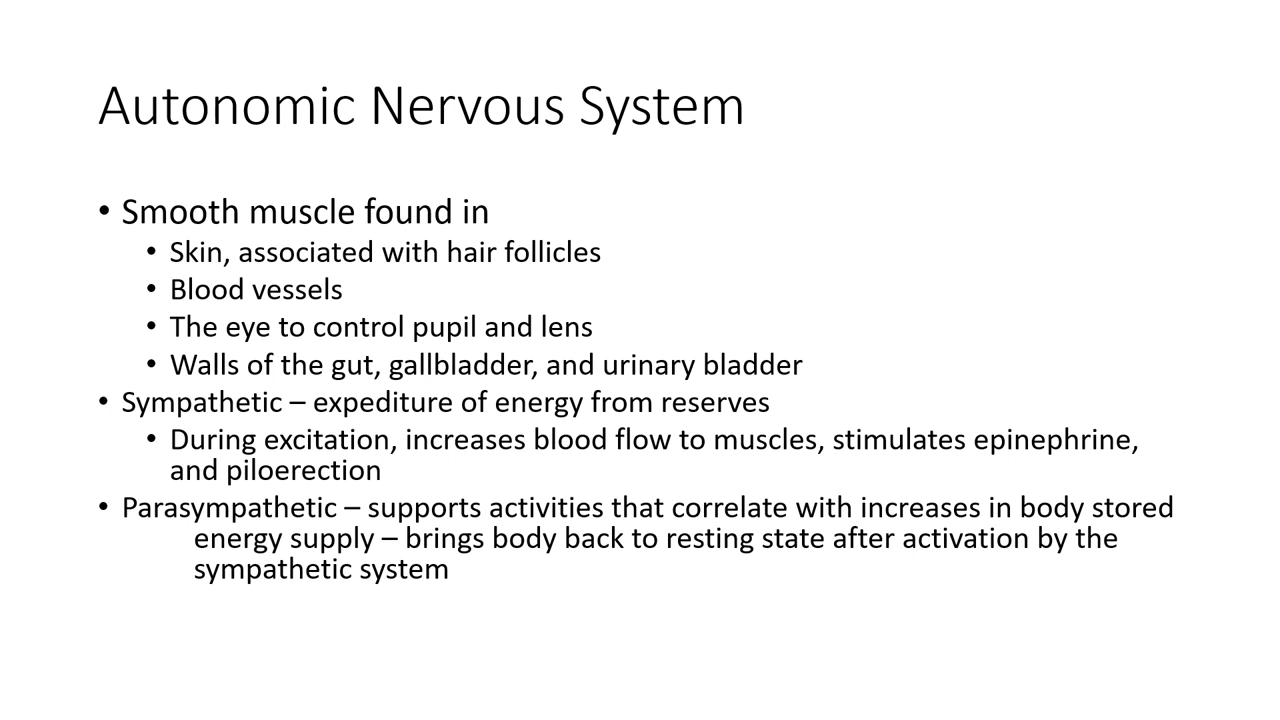 Autonomic Nervous System
• Smooth muscle found in
• Skin, associated with hair follicles
• Blood vessels
• The eye to control pupil and lens
• Walls of the gut, gallbladder, and urinary bladder
• Sympathetic – expediture of energy from reserves
• During excitation, increases blood flow to muscles, stimulates epinephrine,
and piloerection
• Parasympathetic – supports activities that correlate with increases in body stored
energy supply – brings body back to resting state after activation by the
sympathetic system